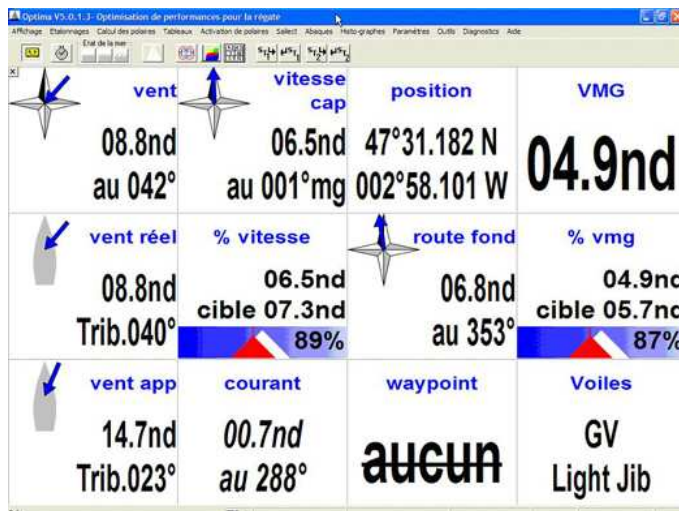 Optima V5.0.1.J- Optimisation de performances pour la régate
Affichage Etalonnages Calcul des polaires Tableaux Activation de polaires Sailect Abaques Histo-graphes Paramètres Outils Diagnostics Aide
Etat de la mer
vent
08.8nd
au 042°
vitesse
cap
06.5nd
au 001°mg
position
47°31.182 N
002°58.101 W
VMG
04.9nd
vent réel
08.8nd
Trib.040°
% vitesse
06.5nd
cible 07.3nd
89%
route fond
06.8nd
au 353°
% vmg
04.9nd
cible 05.7nd
87%
vent app
14.7nd
Trib.023°
courant
00.7nd
au 288°
waypoint
aucun
Voiles
GV
Light Jib